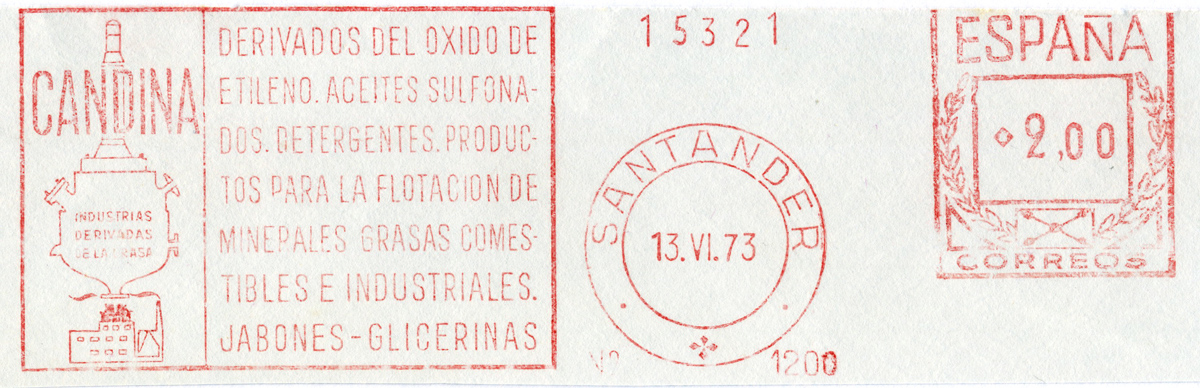 CANDINA
INDUSTRIAS
DERIVADAS
DE LA GRASA
DERIVADOS DEL OXIDO DE
ETILENO. ACEITES SULFONA-
DOS. DETERGENTES. PRODUC-
TOS PARA LA FLOTACION DE
MINERALES GRASAS COMES-
TIBLES E INDUSTRIALES.
JABONES-GLICERINAS
15321
SANTANDER
13.VI.73
Nº 1200
ESPAÑA
2,00
CORREOS